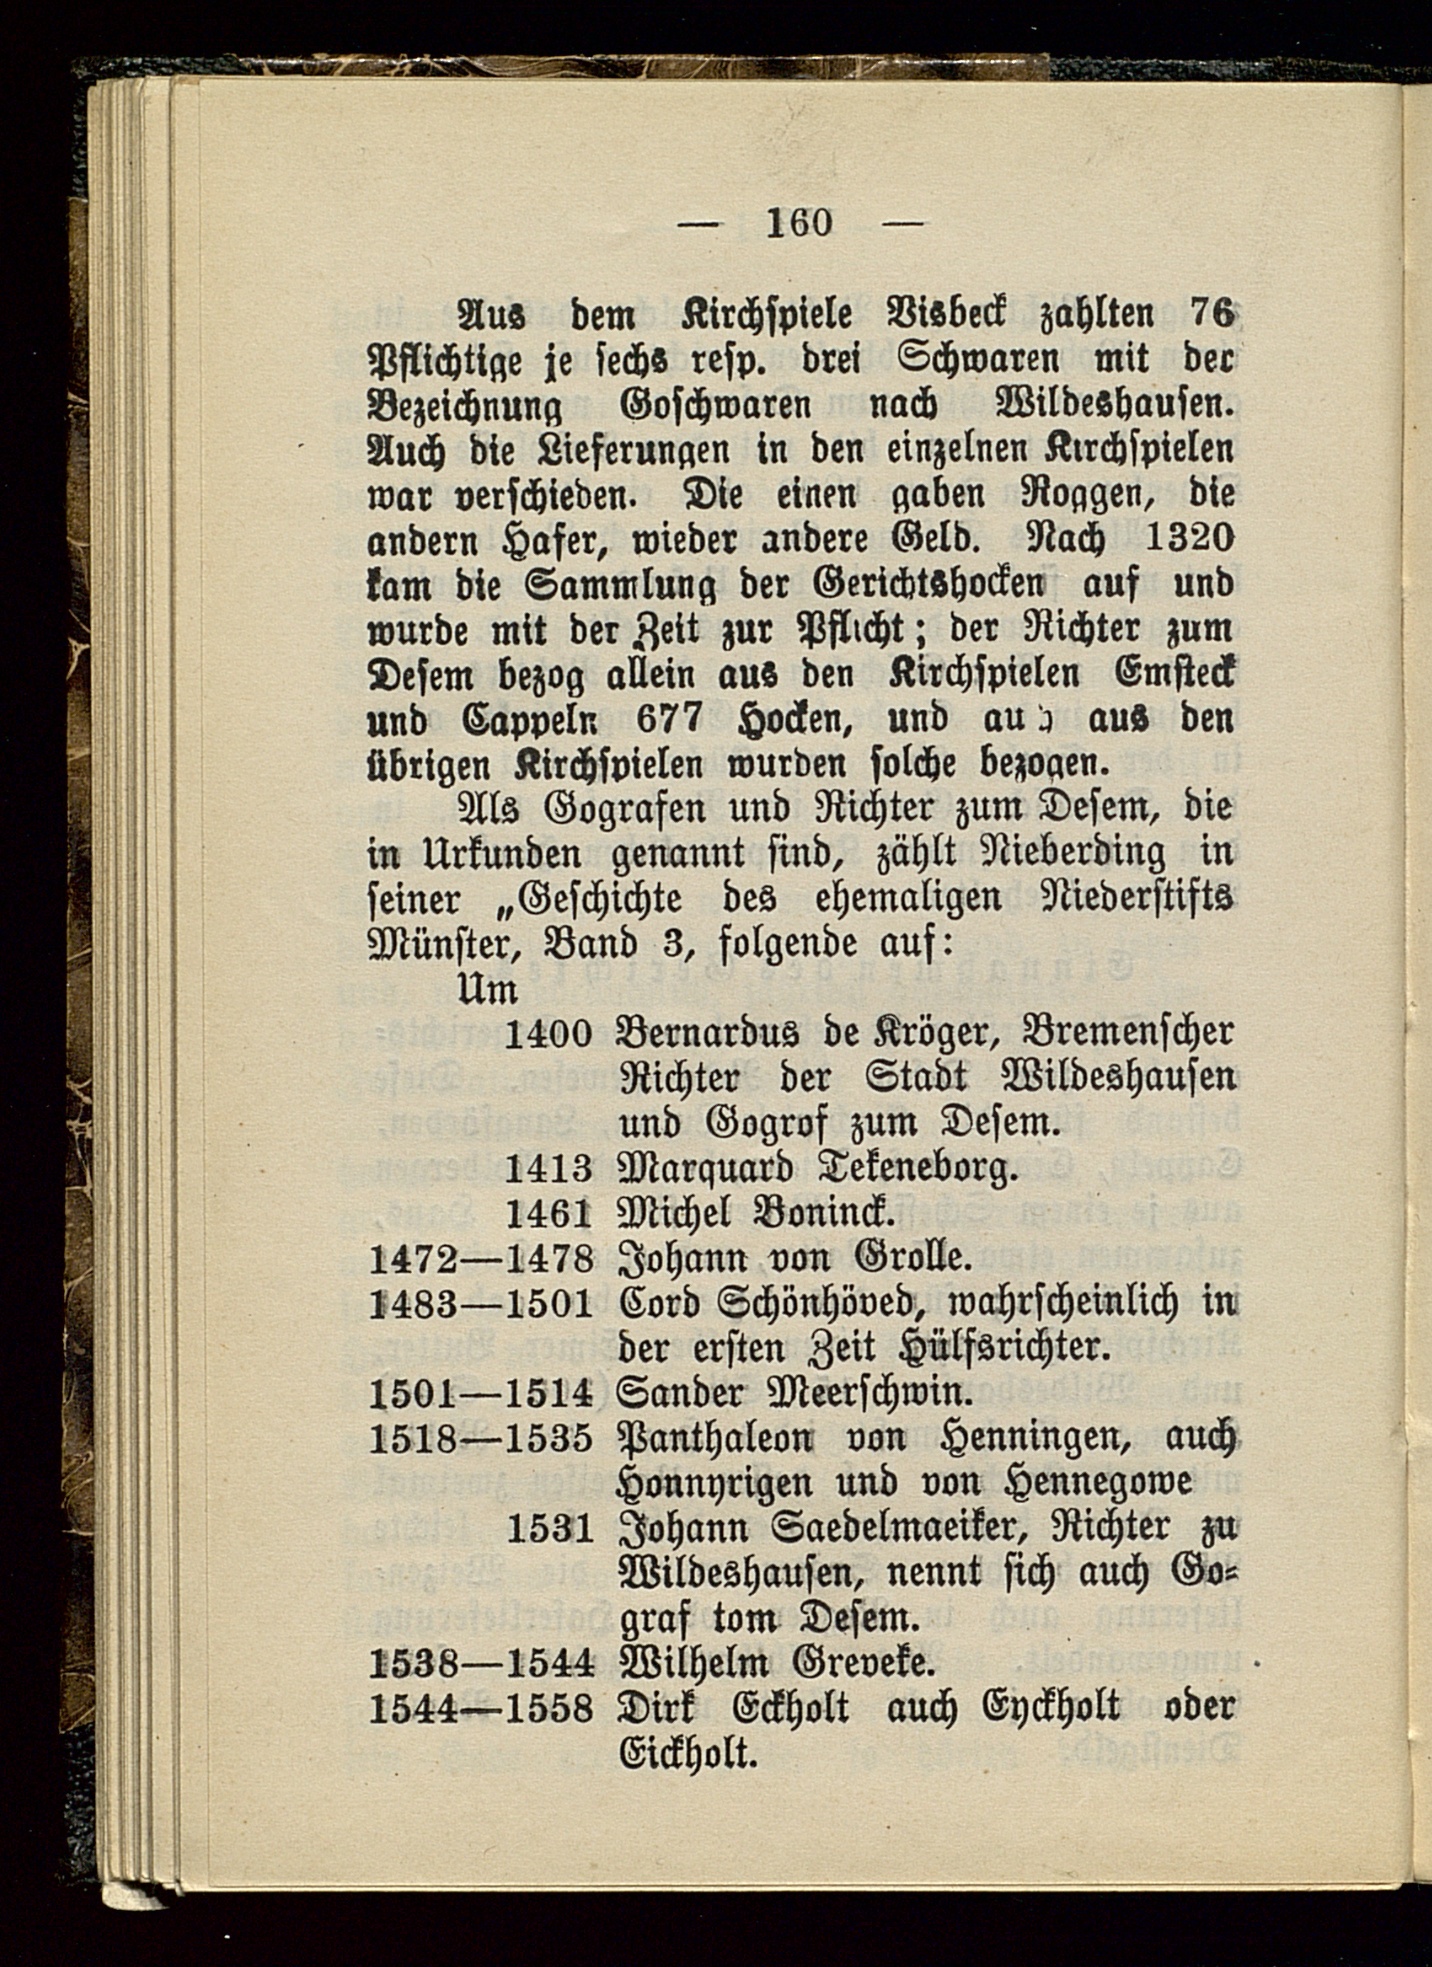 — 160 —
Aus dem Kirchspiele Visbeck zahlten 76
Pflichtige je sechs resp. drei Schwaren mit der
Bezeichnung Goschwaren nach Wildeshausen.
Auch die Lieferungen in den einzelnen Kirchspielen
war verschieden. Die einen gaben Roggen, die
andern Hafer, wieder andere Geld. Nach 1320
kam die Sammlung der Gerichtshocken auf und
wurde mit der Zeit zur Pflicht; der Richter zum
Desem bezog allein aus den Kirchspielen Emsteck
und Cappeln 677 Hocken, und aus den
übrigen Kirchspielen wurden solche bezogen.
Als Gografen und Richter zum Desem, die
in Urkunden genannt sind, zählt Nieberding in
seiner „Geschichte des ehemaligen Niederstifts
Münster, Band 3, folgende auf:
Um
1400 Bernardus de Kröger, Bremenscher
Richter der Stadt Wildeshausen
und Gogrof zum Desem.
1413 Marquard Tekeneborg.
1461 Michel Boninck.
1472—1478 Johann von Grolle.
1483—1501 Cord Schönhöved, wahrscheinlich in
der ersten Zeit Hülfsrichter.
1501—1514 Sander Meerschwin.
1518—1535 Panthaleon von Henningen, auch
Honnyrigen und von Hennegowe
1531 Johann Saedelmaeiker, Richter zu
Wildeshausen, nennt sich auch Go-
graf tom Desem.
1538—1544 Wilhelm Greveke.
1544—1558 Dirk Eckholt auch Eyckholt oder
Eickholt.